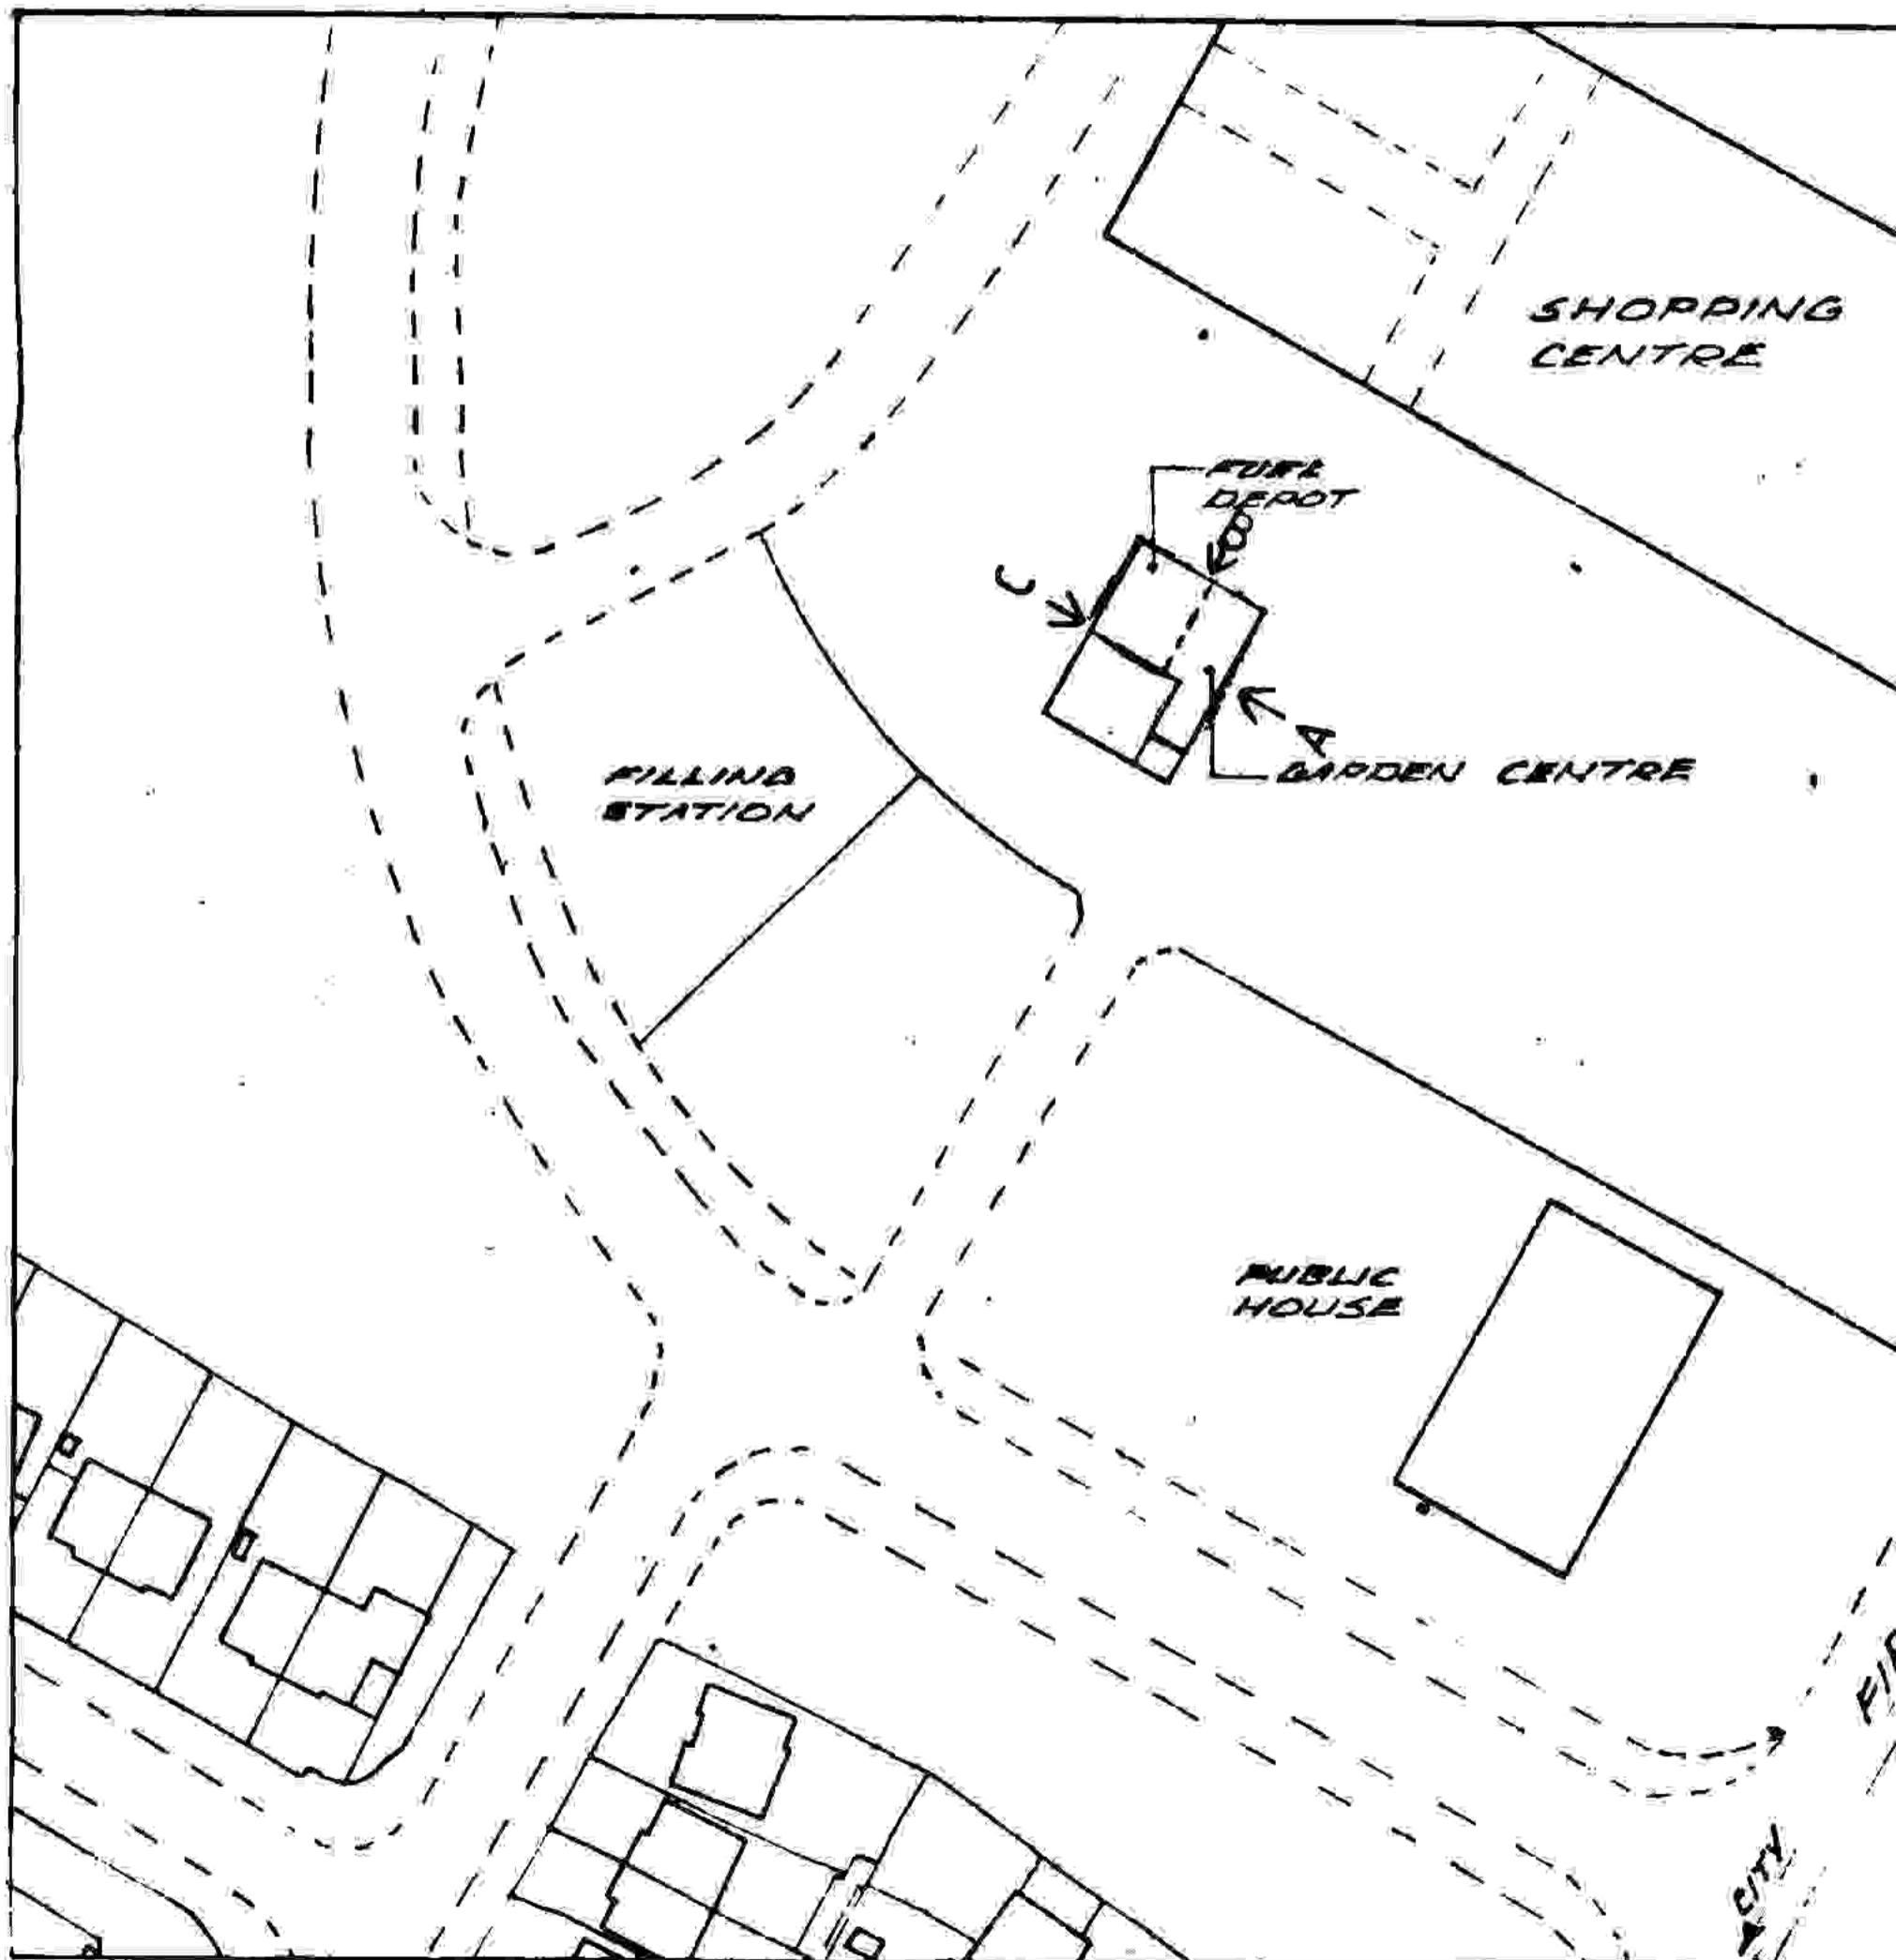 SHOPPING
CENTRE
FUEL
DEPOT
B
C
A
GARDEN CENTRE
FILLING
STATION
PUBLIC
HOUSE
CITY